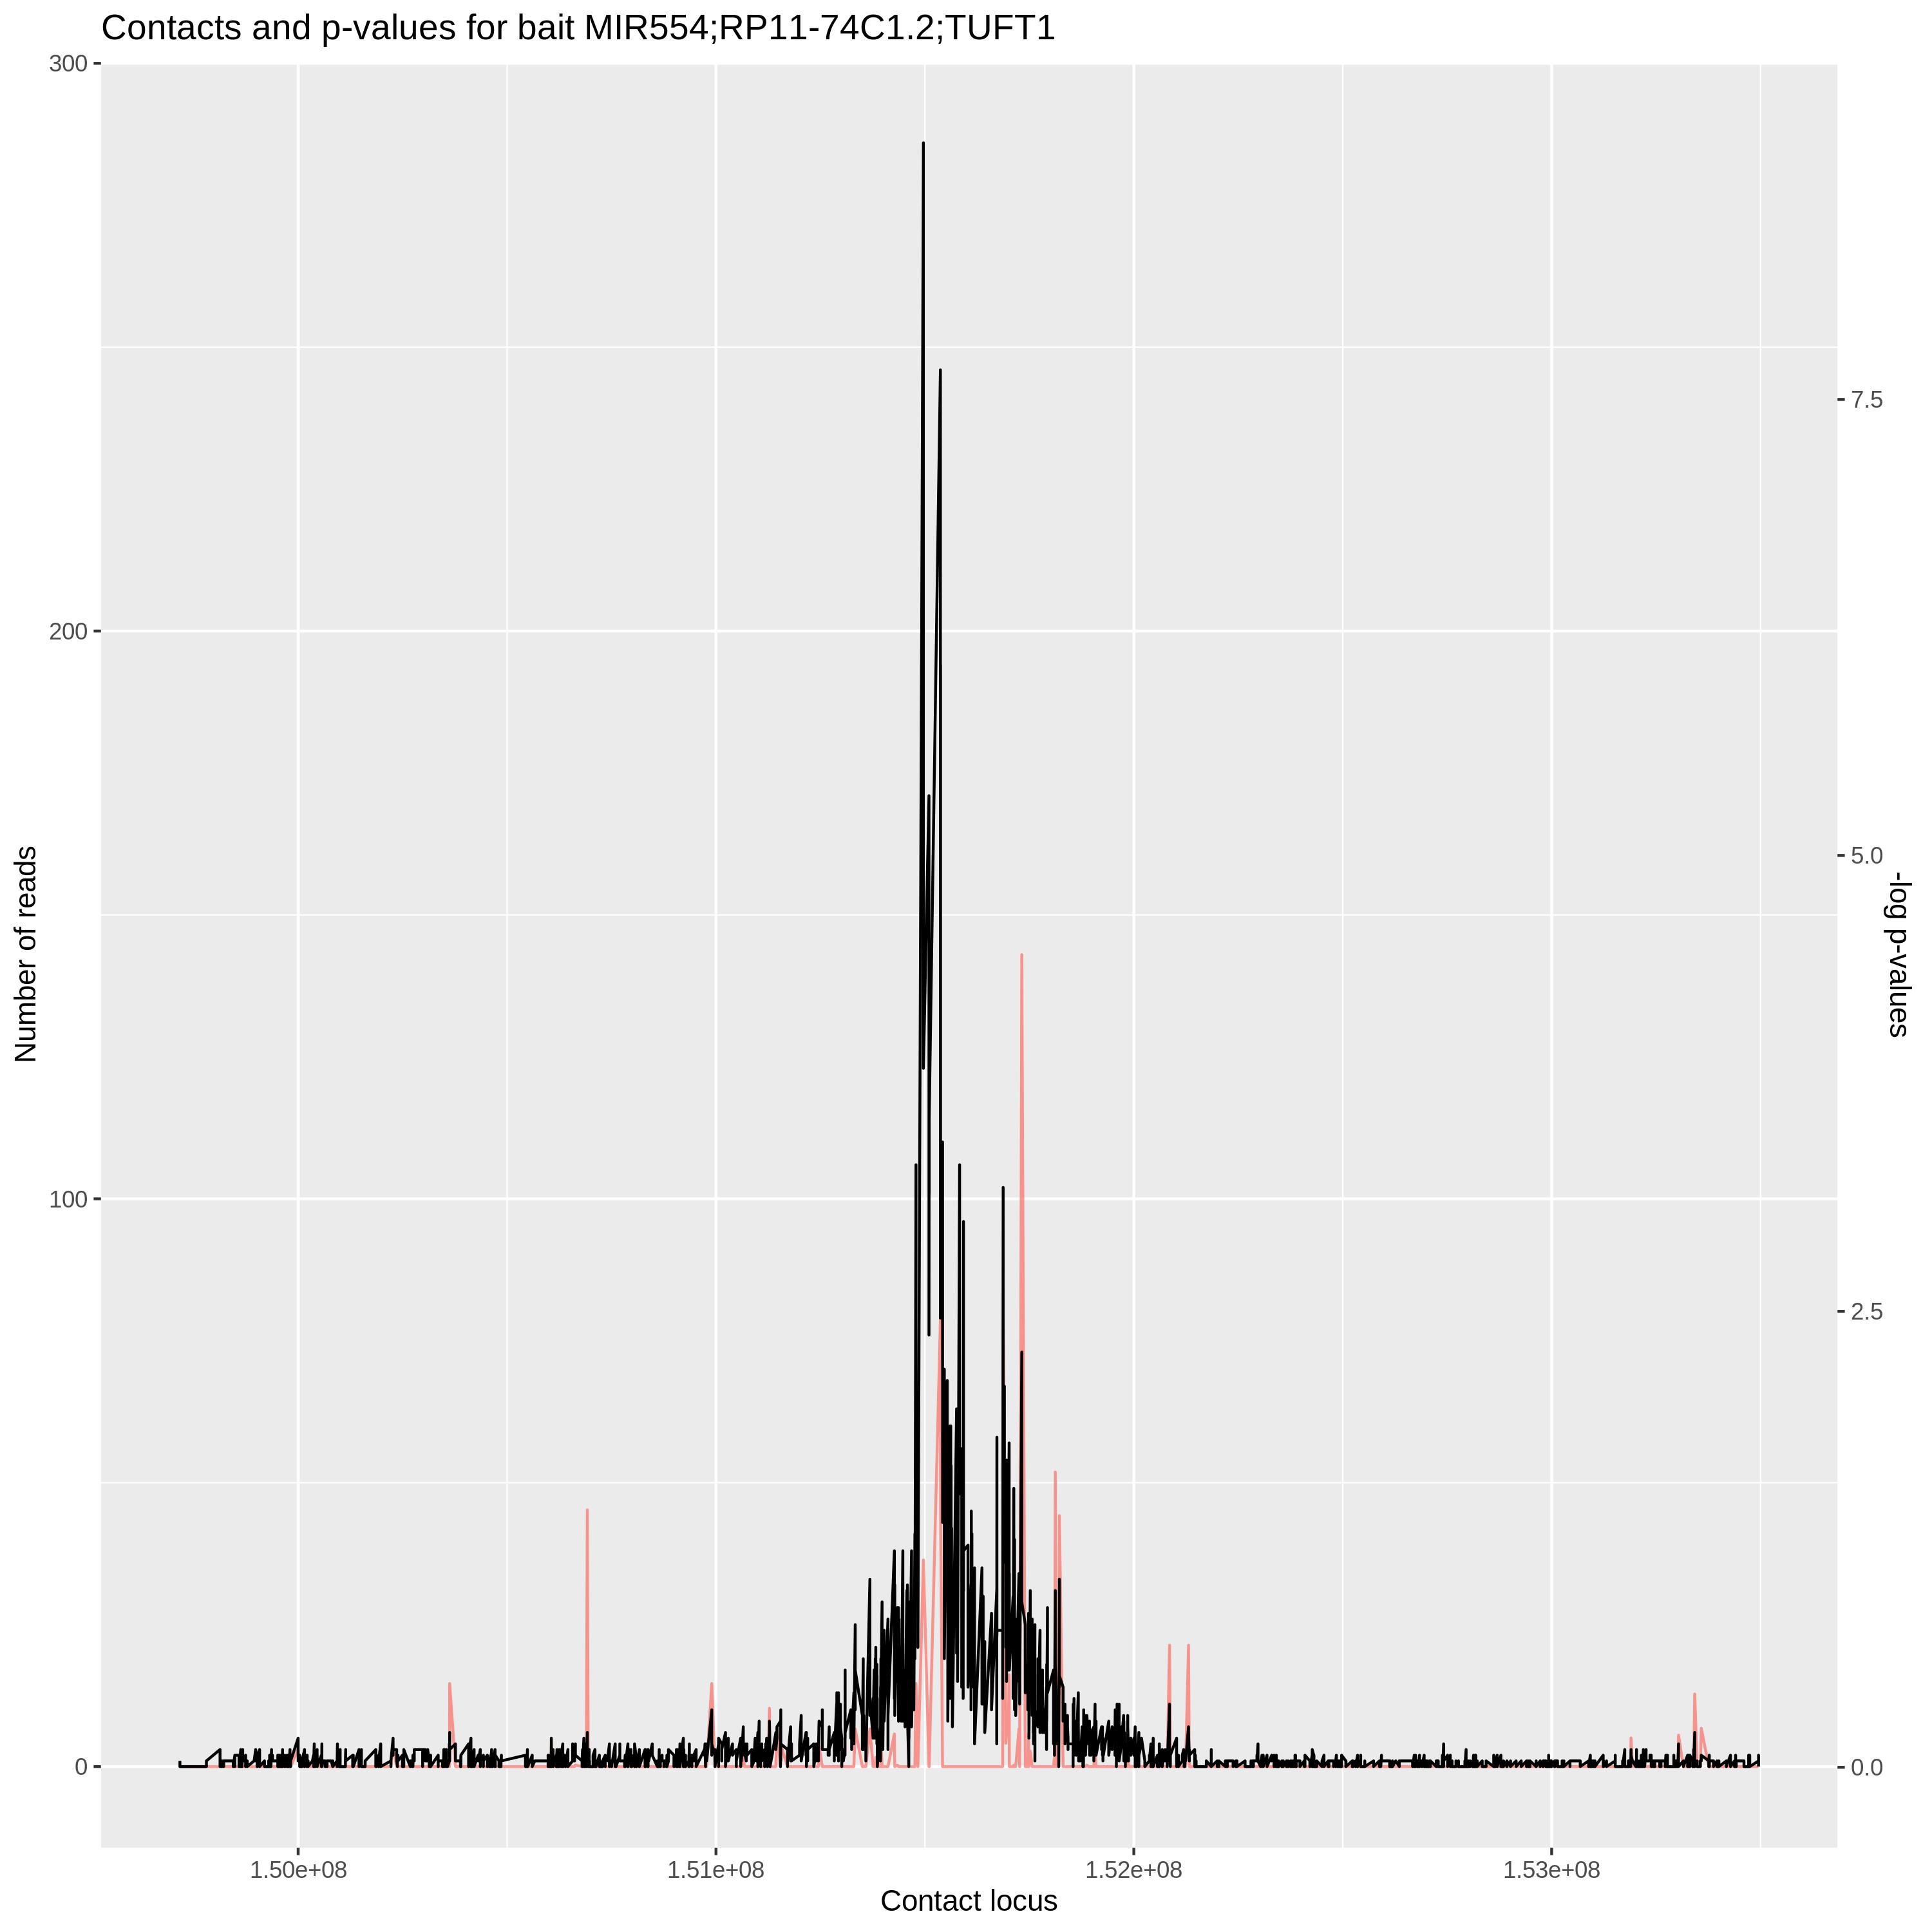 Contacts and p-values for bait MIR554;RP11-74C1.2;TUFT1
300
200
100
0
Number of reads
7.5
5.0
2.5
0.0
-log p-values
1.50e+08
1.51e+08
1.52e+08
1.53e+08
Contact locus